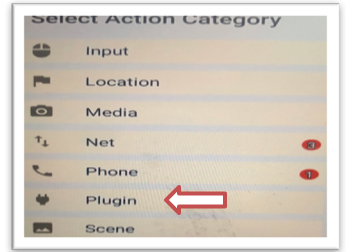 Select Action Category
Input
Location
Media
Net 3
Phone 1
Plugin
Scene